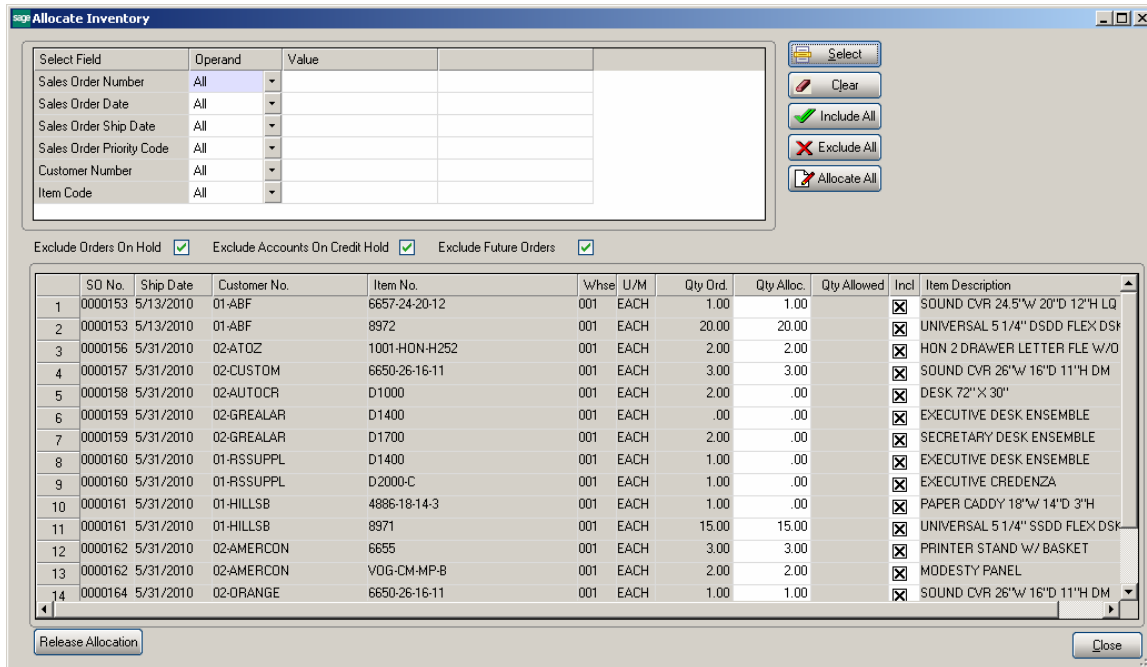 sage Allocate Inventory
Select Field Operand Value
Sales Order Number All
Sales Order Date All
Sales Order Ship Date All
Sales Order Priority Code All
Customer Number All
Item Code All
Select
Clear
Include All
Exclude All
Allocate All
Exclude Orders On Hold Exclude Accounts On Credit Hold Exclude Future Orders
SO No. Ship Date Customer No. Item No. Whse U/M Qty Ord. Qty Alloc. Qty Allowed Incl Item Description
1 0000153 5/13/2010 01-ABF 6657-24-20-12 001 EACH 1.00 1.00 SOUND CVR 24.5"W 20"D 12"H LQ
2 0000153 5/13/2010 01-ABF 8972 001 EACH 20.00 20.00 UNIVERSAL 5 1/4" DSDD FLEX DSK
3 0000156 5/31/2010 02-ATOZ 1001-HON-H252 001 EACH 2.00 2.00 HON 2 DRAWER LETTER FLE W/O
4 0000157 5/31/2010 02-CUSTOM 6650-26-16-11 001 EACH 3.00 3.00 SOUND CVR 26"W 16"D 11"H DM
5 0000158 5/31/2010 02-AUTOCR D1000 001 EACH 2.00 .00 DESK 72" X 30"
6 0000159 5/31/2010 02-GREALAR D1400 001 EACH .00 .00 EXECUTIVE DESK ENSEMBLE
7 0000159 5/31/2010 02-GREALAR D1700 001 EACH 2.00 .00 SECRETARY DESK ENSEMBLE
8 0000160 5/31/2010 01-RSSUPPL D1400 001 EACH 1.00 .00 EXECUTIVE DESK ENSEMBLE
9 0000160 5/31/2010 01-RSSUPPL D2000-C 001 EACH 1.00 .00 EXECUTIVE CREDENZA
10 0000161 5/31/2010 01-HILLSB 4886-18-14-3 001 EACH 1.00 .00 PAPER CADDY 18"W 14"D 3"H
11 0000161 5/31/2010 01-HILLSB 8971 001 EACH 15.00 15.00 UNIVERSAL 5 1/4" SSDD FLEX DSK
12 0000162 5/31/2010 02-AMERCON 6655 001 EACH 3.00 3.00 PRINTER STAND W/ BASKET
13 0000162 5/31/2010 02-AMERCON VOG-CM-MP-B 001 EACH 2.00 2.00 MODESTY PANEL
14 0000164 5/31/2010 02-ORANGE 6650-26-16-11 001 EACH 1.00 1.00 SOUND CVR 26"W 16"D 11"H DM
Release Allocation
Close